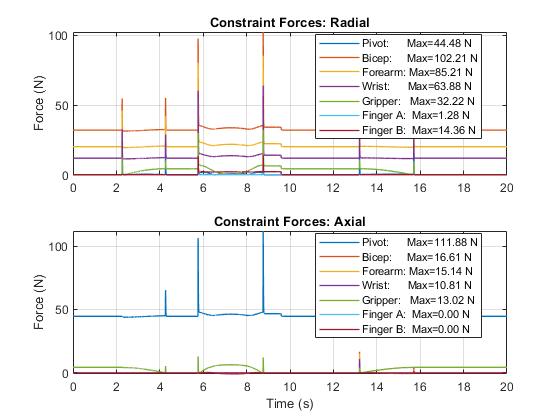 Constraint Forces: Radial
Force (N)
100
50
0
Pivot: Max=44.48 N
Bicep: Max=102.21 N
Forearm: Max=85.21 N
Wrist: Max=63.88 N
Gripper: Max=32.22 N
Finger A: Max=1.28 N
Finger B: Max=14.36 N
0 2 4 6 8 10 12 14 16 18 20
Constraint Forces: Axial
Force (N)
100
50
0
Pivot: Max=111.88 N
Bicep: Max=16.61 N
Forearm: Max=15.14 N
Wrist: Max=10.81 N
Gripper: Max=13.02 N
Finger A: Max=0.00 N
Finger B: Max=0.00 N
0 2 4 6 8 10 12 14 16 18 20
Time (s)